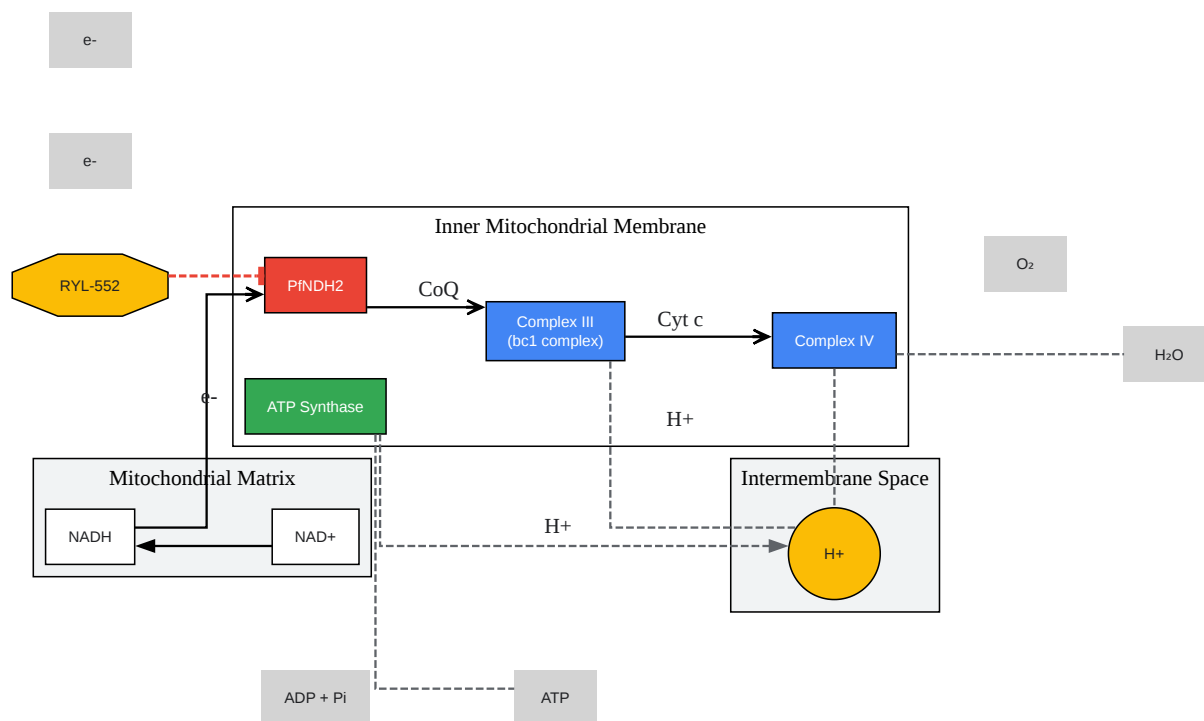 e-
e-
Inner Mitochondrial Membrane
O₂
RYL-552
PfNDH2
CoQ
Complex III
(bc1 complex)
Cyt c
Complex IV
H₂O
e-
ATP Synthase
H+
Mitochondrial Matrix
Intermembrane Space
NADH
NAD+
H+
H+
ADP + Pi
ATP